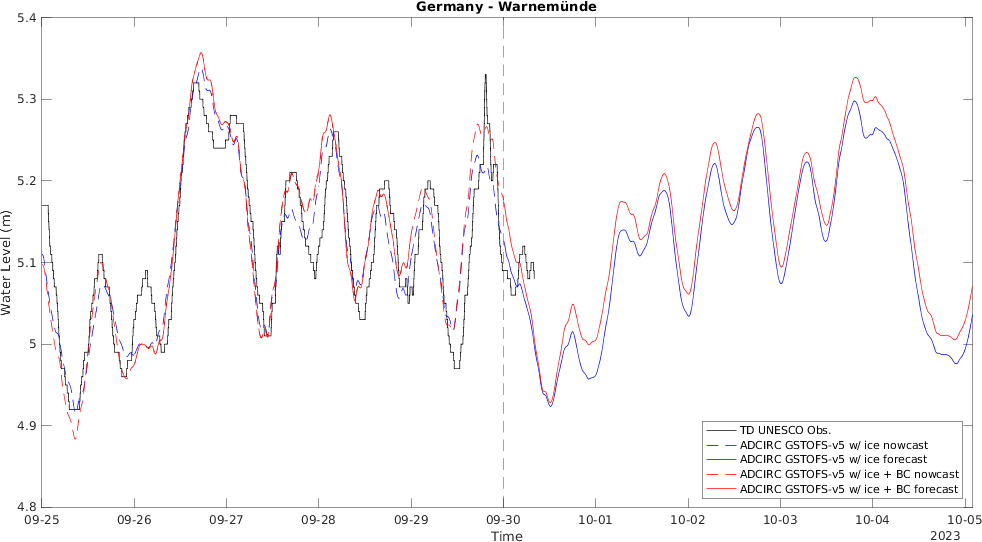 Germany - Warnemünde
5.4
5.3
5.2
5.1
5
4.9
4.8
Water Level (m)
TD UNESCO Obs.
ADCIRC GSTOFS-v5 w/ ice nowcast
ADCIRC GSTOFS-v5 w/ ice forecast
ADCIRC GSTOFS-v5 w/ ice + BC nowcast
ADCIRC GSTOFS-v5 w/ ice + BC forecast
09-25 09-26 09-27 09-28 09-29 09-30 10-01 10-02 10-03 10-04 10-05
Time 2023